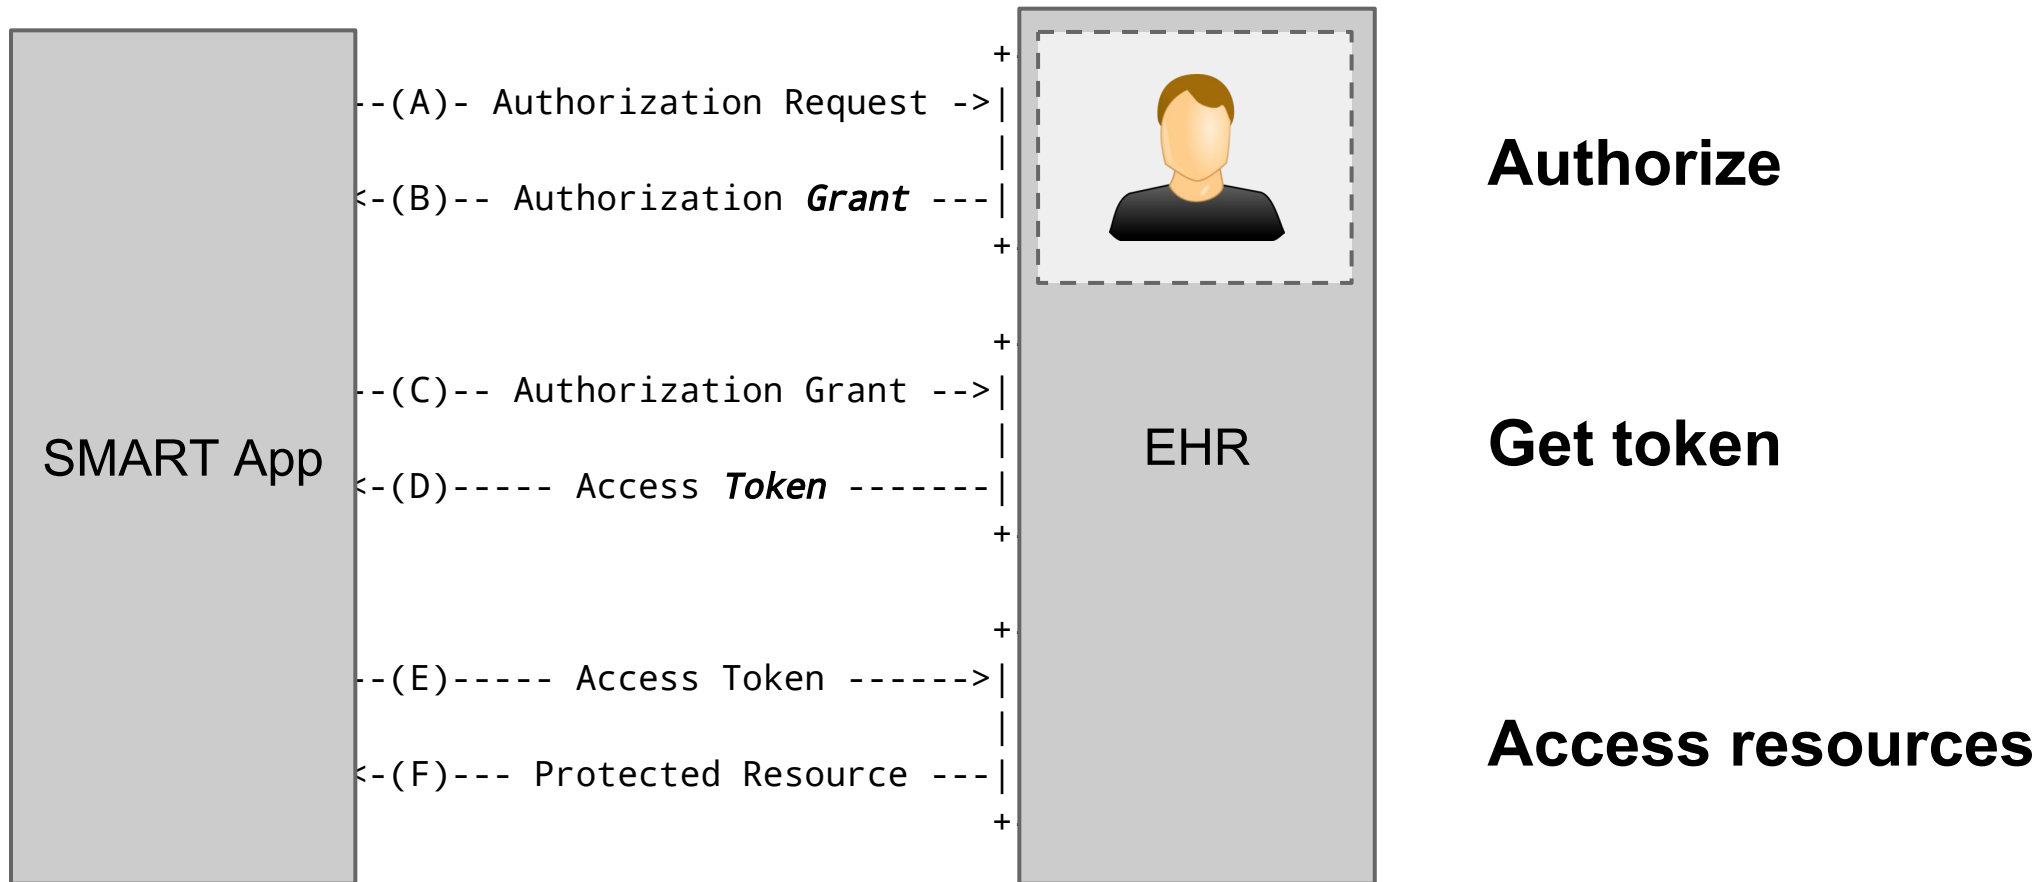 +
--(A)- Authorization Request ->|
|
Authorize
<-(B)-- Authorization Grant ---|
+
+
--(C)-- Authorization Grant -->|
SMART App
|
EHR
Get token
<-(D)----- Access Token -------|
+
+
--(E)----- Access Token ------>|
|
Access resources
<-(F)--- Protected Resource ---|
+